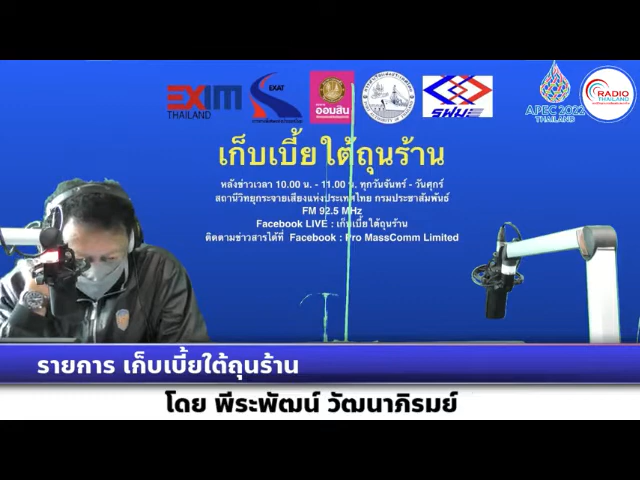 EXIM
THAILAND
EXAT
ออมสิน
รฟม
APEC 2022
THAILAND
RADIO
THAILAND
เก็บเบี้ยใต้ถุนร้าน
หลังข่าวเวลา 10.00 น. - 11.00 น. ทุกวันจันทร์ - วันศุกร์
สถานีวิทยุกระจายเสียงแห่งประเทศไทย กรมประชาสัมพันธ์
FM 92.5 MHz
Facebook LIVE : เก็บเบี้ยใต้ถุนร้าน
ติดตามข่าวสารได้ที่ Facebook : Pro MassComm Limited
รายการ เก็บเบี้ยใต้ถุนร้าน
โดย พีระพัฒน์ วัฒนาภิรมย์